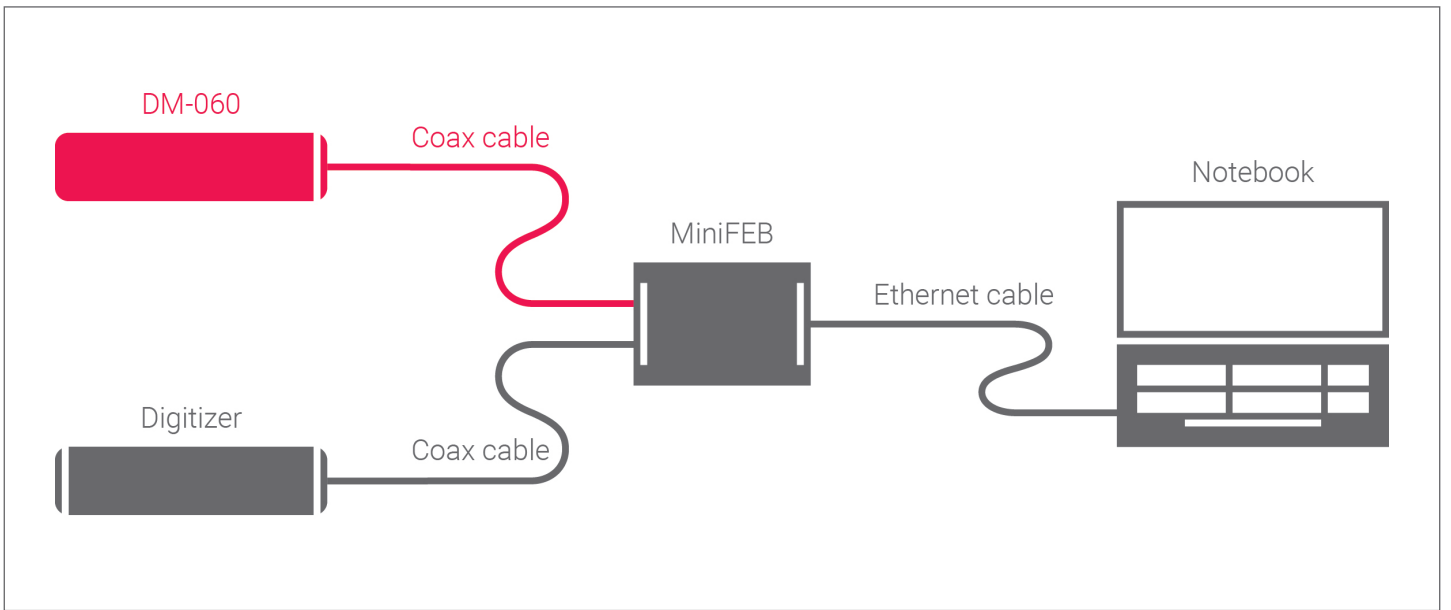 DM-060
Coax cable
Notebook
MiniFEB
Ethernet cable
Digitizer
Coax cable